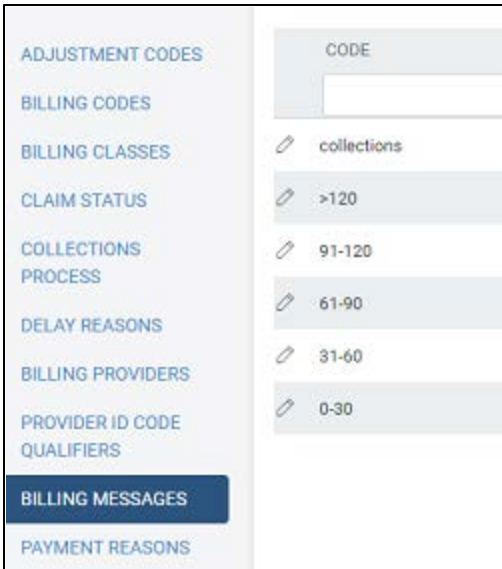 ADJUSTMENT CODES
BILLING CODES
BILLING CLASSES
CLAIM STATUS
COLLECTIONS
PROCESS
DELAY REASONS
BILLING PROVIDERS
PROVIDER ID CODE
QUALIFIERS
BILLING MESSAGES
PAYMENT REASONS
CODE
collections
>120
91-120
61-90
31-60
0-30